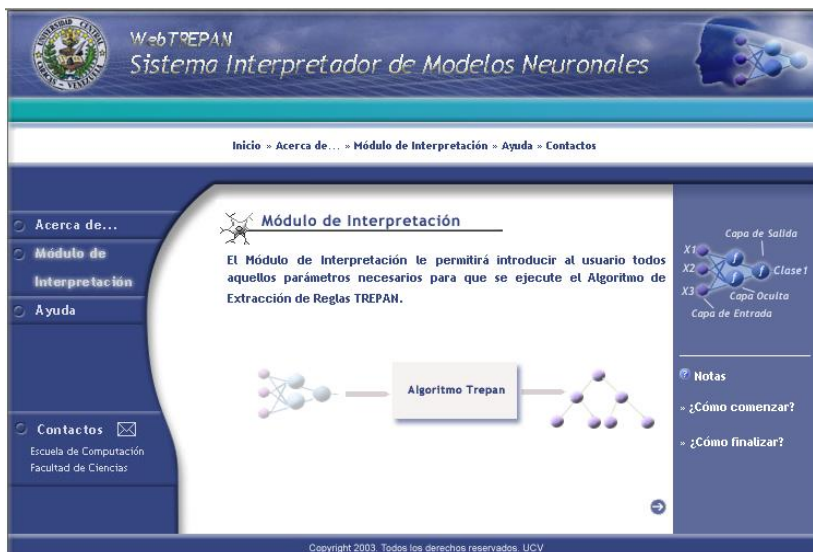 UNIVERSIDAD CENTRAL
WebTREPAN
Sistema Interpretador de Modelos Neuronales
Inicio » Acerca de... » Módulo de Interpretación » Ayuda » Contactos
Acerca de...
Módulo de
Interpretación
Ayuda
Contactos
Escuela de Computación
Facultad de Ciencias
Módulo de Interpretación
El Módulo de Interpretación le permitirá introducir al usuario todos
aquellos parámetros necesarios para que se ejecute el Algoritmo de
Extracción de Reglas TREPAN.
Algoritmo Trepan
Capa de Salida
X1
X2
X3
Clase1
Capa Oculta
Capa de Entrada
Notas
» ¿Cómo comenzar?
» ¿Cómo finalizar?
Copyright 2003. Todos los derechos reservados. UCV